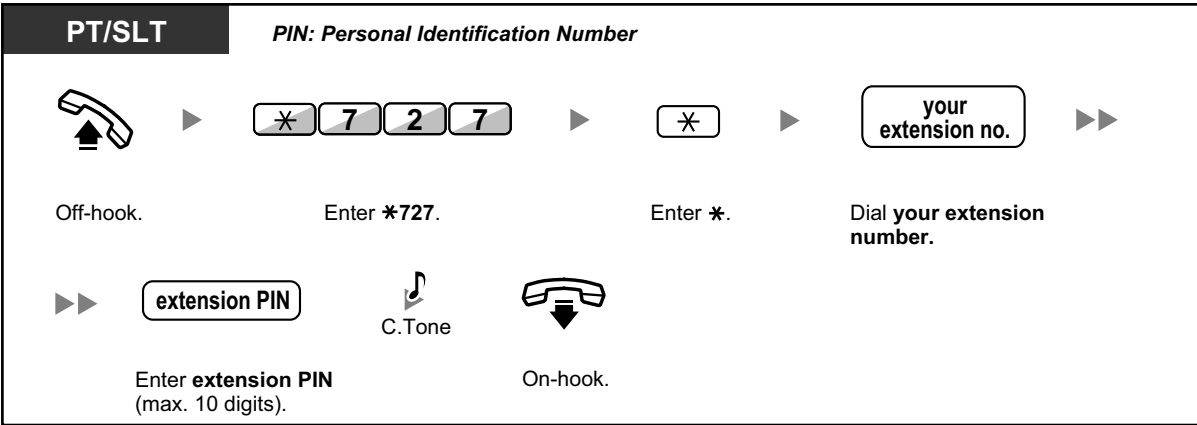 PT/SLT
PIN: Personal Identification Number
* 7 2 7
*
your
extension no.
Off-hook.
Enter *727.
Enter *.
Dial your extension
number.
extension PIN
C.Tone
Enter extension PIN
(max. 10 digits).
On-hook.